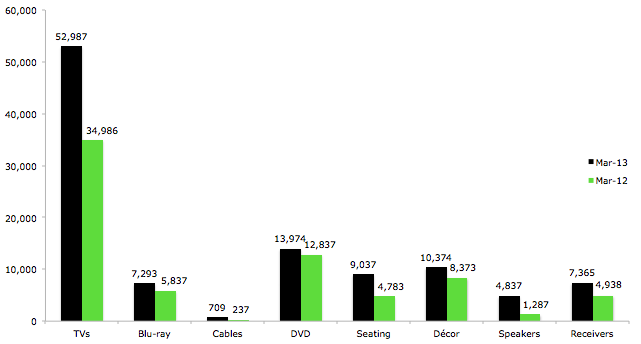 60,000
50,000
40,000
30,000
20,000
10,000
0
52,987
34,986
7,293
5,837
709
237
13,974
12,837
9,037
4,783
10,374
8,373
4,837
1,287
7,365
4,938
TVs
Blu-ray
Cables
DVD
Seating
Décor
Speakers
Receivers
Mar-13
Mar-12